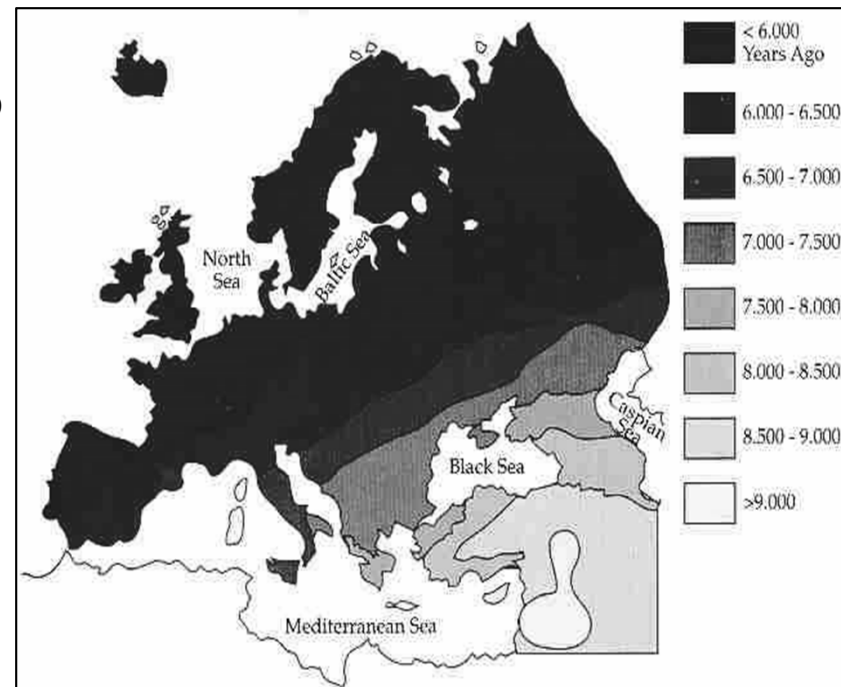 < 6.000
Years Ago
6.000 - 6.500
6.500 - 7.000
7.000 - 7.500
7.500 - 8.000
8.000 - 8.500
8.500 - 9.000
>9.000
North
Sea
Baltic Sea
Black Sea
Caspian
Sea
Mediterranean Sea